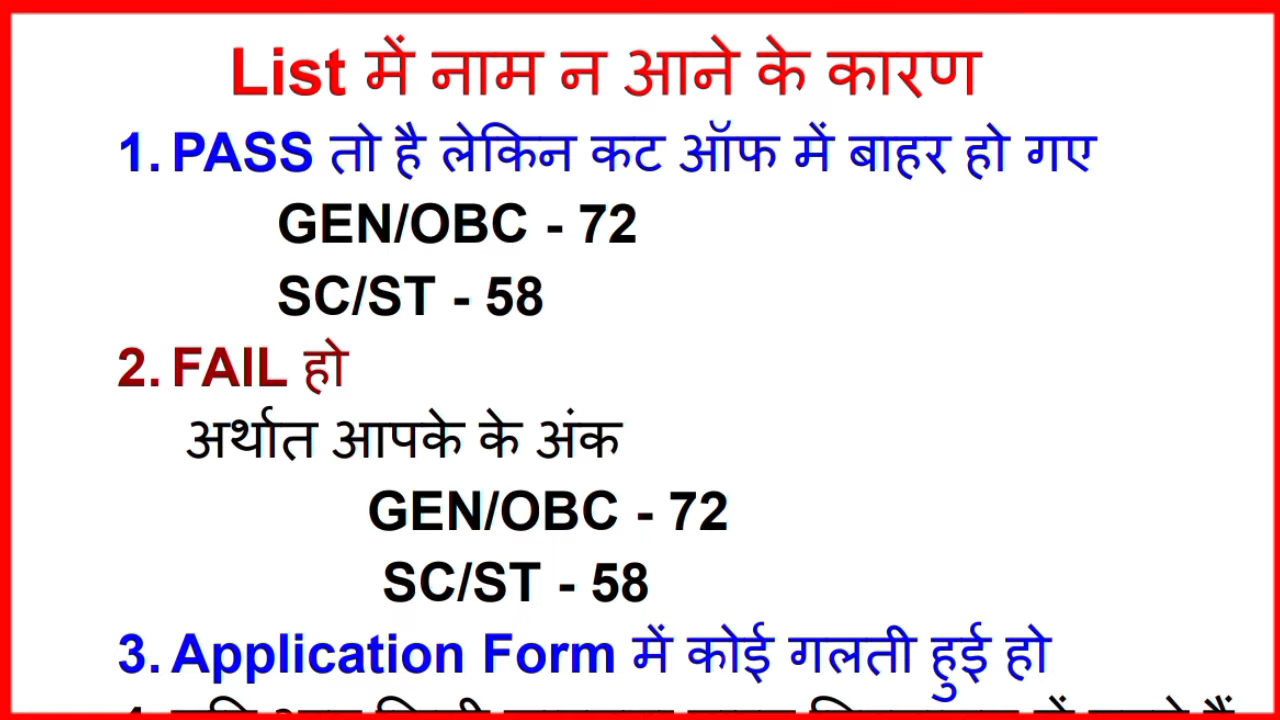 List में नाम न आने के कारण
1. PASS तो है लेकिन कट ऑफ में बाहर हो गए
GEN/OBC - 72
SC/ST - 58
2. FAIL हो
अर्थात आपके के अंक
GEN/OBC - 72
SC/ST - 58
3. Application Form में कोई गलती हुई हो